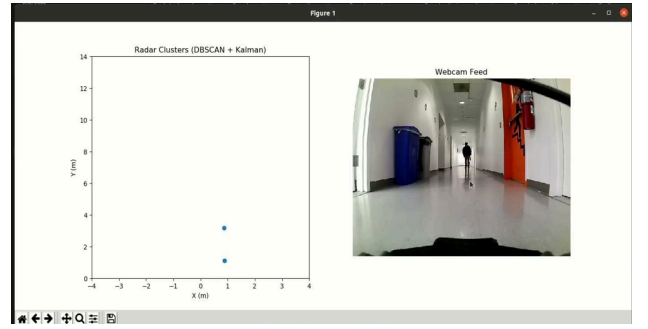 Figure 1
Radar Clusters (DBSCAN + Kalman)
14
12
10
8
6
4
2
0
Y (m)
−4 −3 −2 −1 0 1 2 3 4
X (m)
Webcam Feed